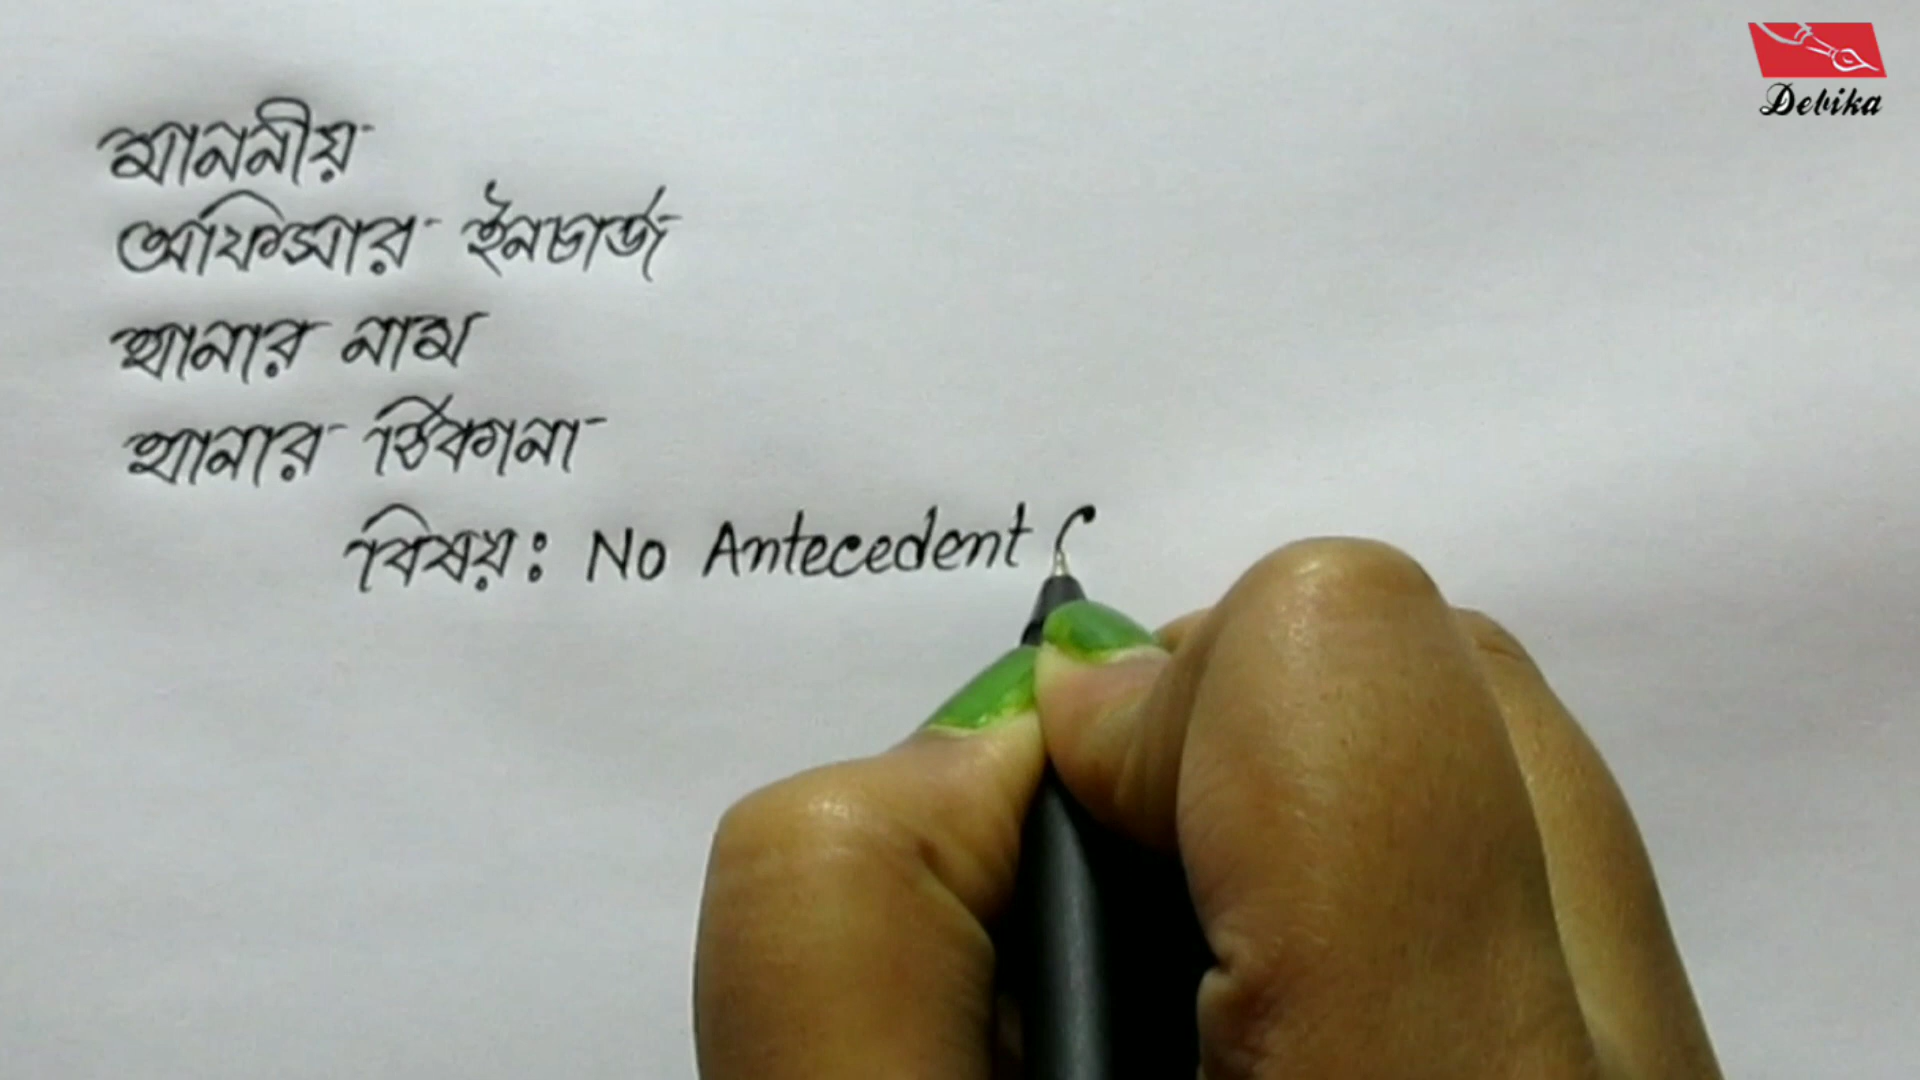 Debika
মাননীয়
অফিসার ইনচার্জ
থানার নাম
থানার ঠিকানা
বিষয়: No Antecedent C